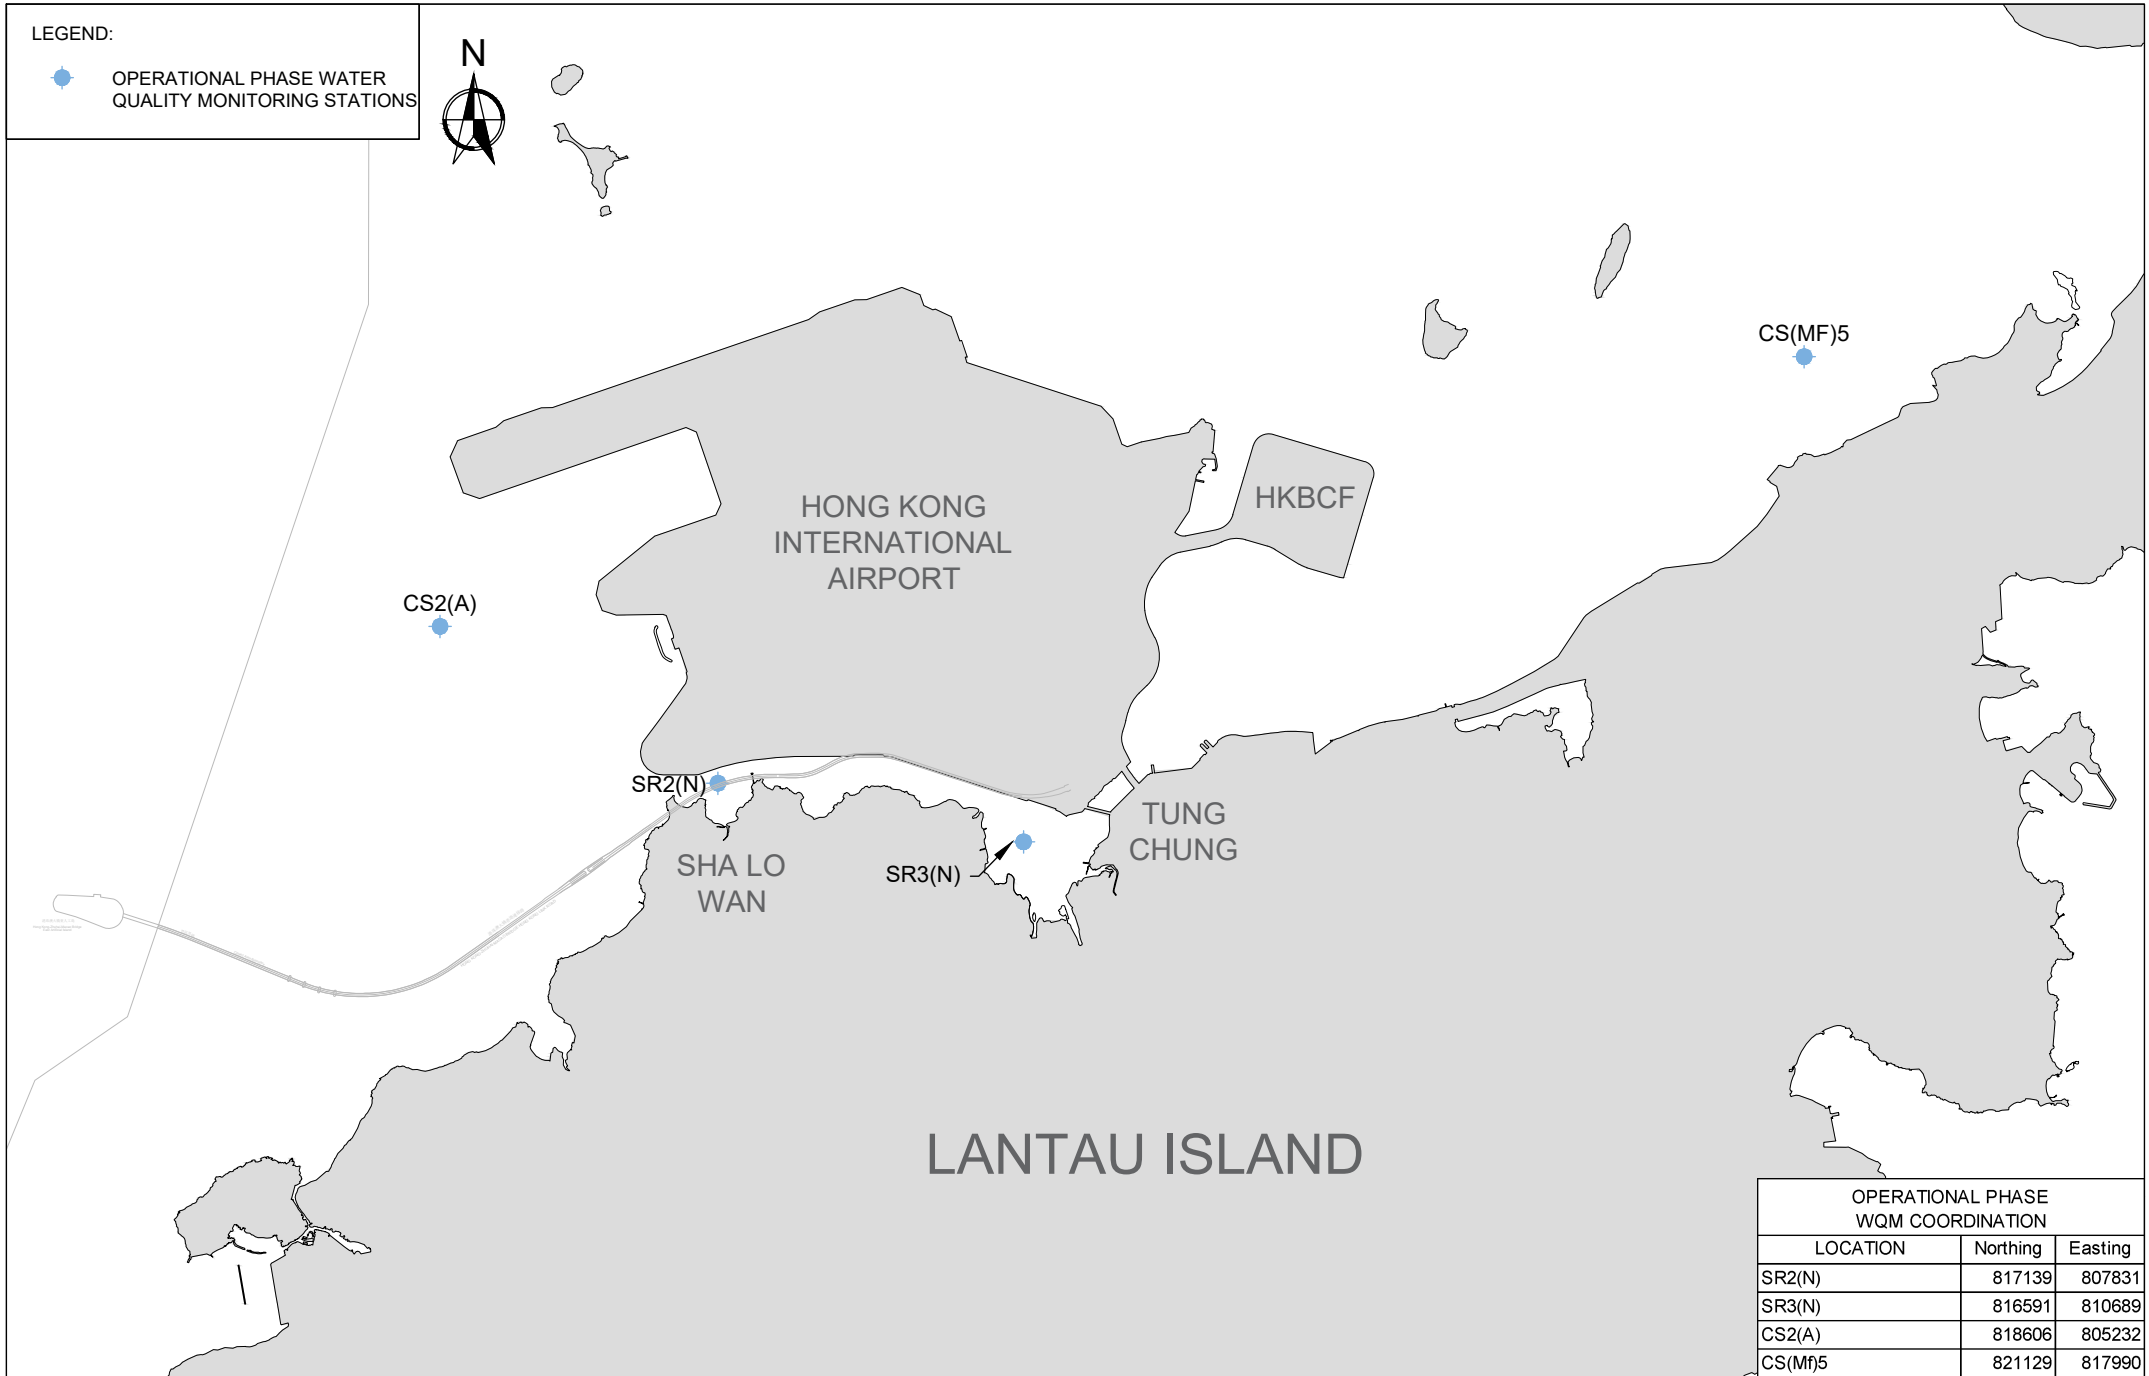 LEGEND:
OPERATIONAL PHASE WATER
QUALITY MONITORING STATIONS
N
CS(MF)5
HONG KONG
INTERNATIONAL
AIRPORT
HKBCF
CS2(A)
SR2(N)
TUNG
CHUNG
SHA LO
WAN
SR3(N)
LANTAU ISLAND
OPERATIONAL PHASE
WQM COORDINATION
LOCATION Northing Easting
SR2(N) 817139 807831
SR3(N) 816591 810689
CS2(A) 818606 805232
CS(Mf)5 821129 817990